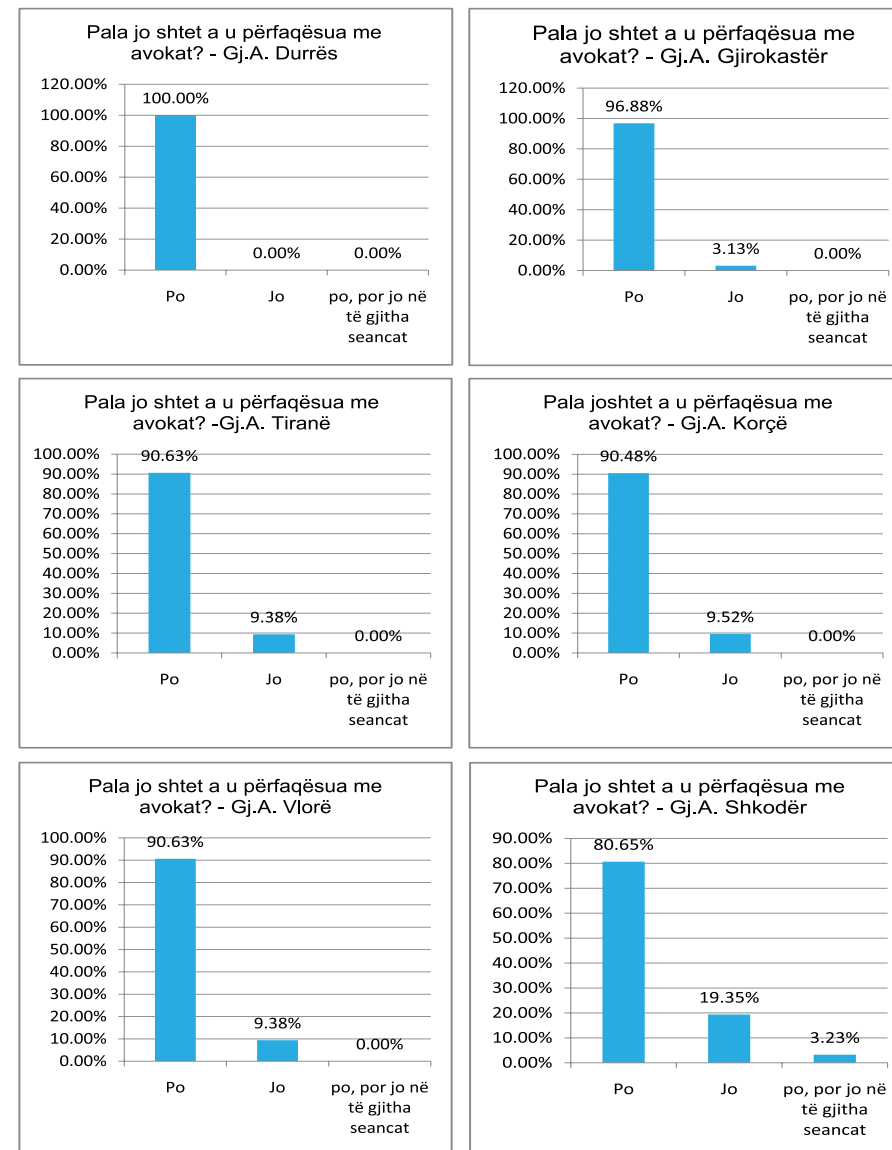 Pala jo shtet a u përfaqësua me
avokat? - Gj.A. Durrës
120.00%
100.00%
80.00%
60.00%
40.00%
20.00%
0.00%
100.00%
0.00%
0.00%
Po
Jo
po, por jo në
të gjitha
seancat
Pala jo shtet a u përfaqësua me
avokat? - Gj.A. Gjirokastër
120.00%
100.00%
80.00%
60.00%
40.00%
20.00%
0.00%
96.88%
3.13%
0.00%
Po
Jo
po, por jo në
të gjitha
seancat
Pala jo shtet a u përfaqësua me
avokat? -Gj.A. Tiranë
100.00%
90.00%
80.00%
70.00%
60.00%
50.00%
40.00%
30.00%
20.00%
10.00%
0.00%
90.63%
9.38%
0.00%
Po
Jo
po, por jo në
të gjitha
seancat
Pala joshtet a u përfaqësua me
avokat? - Gj.A. Korçë
100.00%
90.00%
80.00%
70.00%
60.00%
50.00%
40.00%
30.00%
20.00%
10.00%
0.00%
90.48%
9.52%
0.00%
Po
Jo
po, por jo në
të gjitha
seancat
Pala jo shtet a u përfaqësua me
avokat? - Gj.A. Vlorë
100.00%
90.00%
80.00%
70.00%
60.00%
50.00%
40.00%
30.00%
20.00%
10.00%
0.00%
90.63%
9.38%
0.00%
Po
Jo
po, por jo në
të gjitha
seancat
Pala jo shtet a u përfaqësua me
avokat? - Gj.A. Shkodër
90.00%
80.00%
70.00%
60.00%
50.00%
40.00%
30.00%
20.00%
10.00%
0.00%
80.65%
19.35%
3.23%
Po
Jo
po, por jo në
të gjitha
seancat